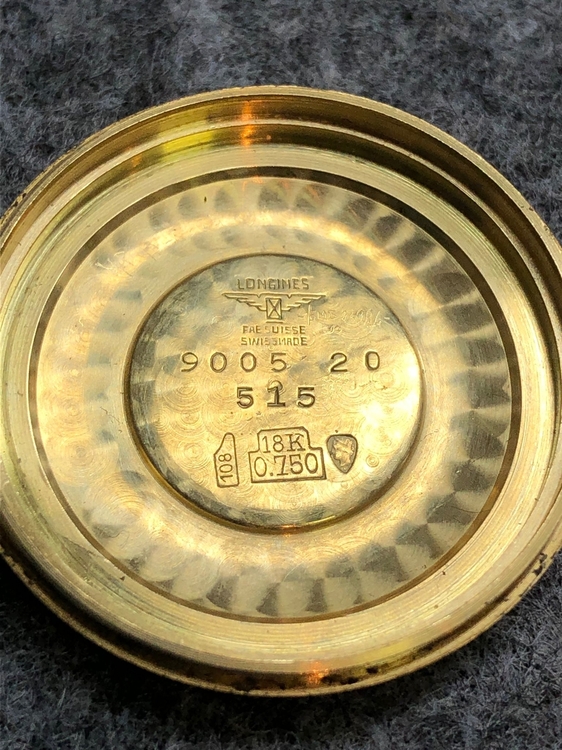 LONGINES
FAB SUISSE
SWISS MADE
9005 20
515
18K
0.750
108